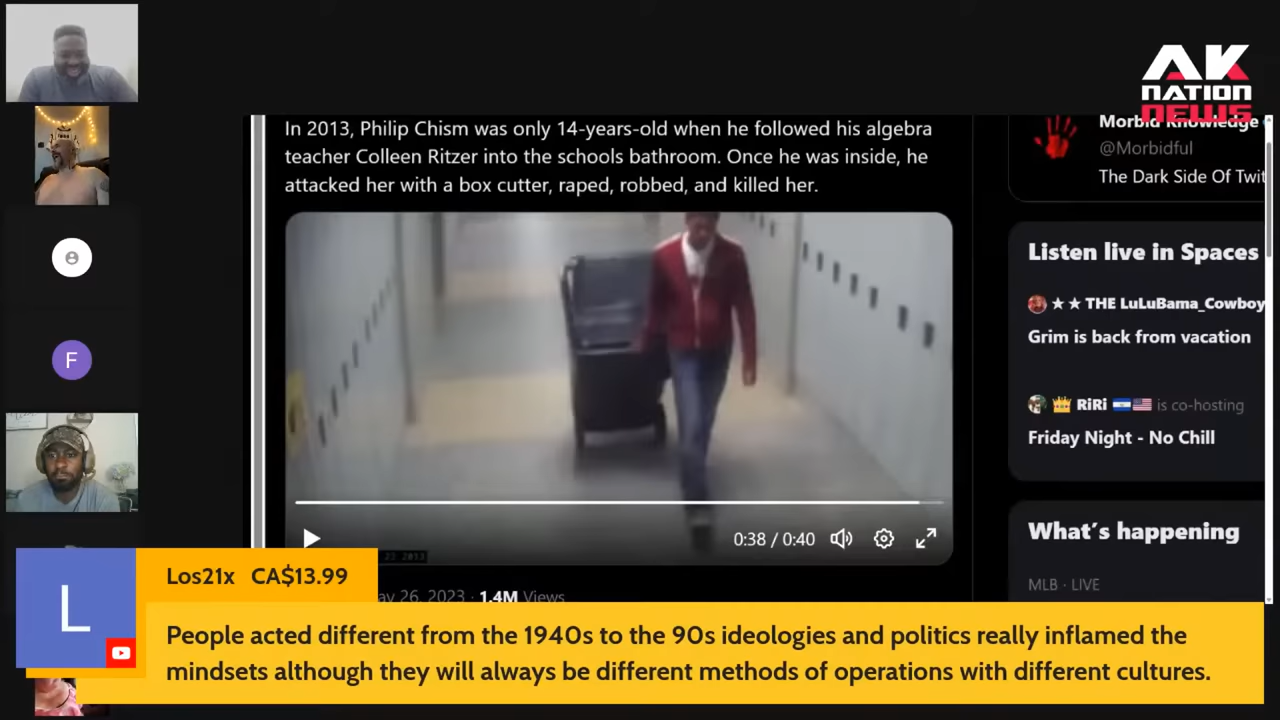 AK
NATION
NEWS
In 2013, Philip Chism was only 14-years-old when he followed his algebra
teacher Colleen Ritzer into the schools bathroom. Once he was inside, he
attacked her with a box cutter, raped, robbed, and killed her.
Morbid Knowledge
@Morbidful
The Dark Side Of Twit
Listen live in Spaces
★ ★ THE LuLuBama_Cowboy
Grim is back from vacation
👑 RiRi 🇸🇻🇺🇸 is co-hosting
Friday Night - No Chill
What's happening
MLB · LIVE
F
0:38 / 0:40
2013
ay 26, 2023 · 1.4M Views
L
Los21x CA$13.99
People acted different from the 1940s to the 90s ideologies and politics really inflamed the
mindsets although they will always be different methods of operations with different cultures.